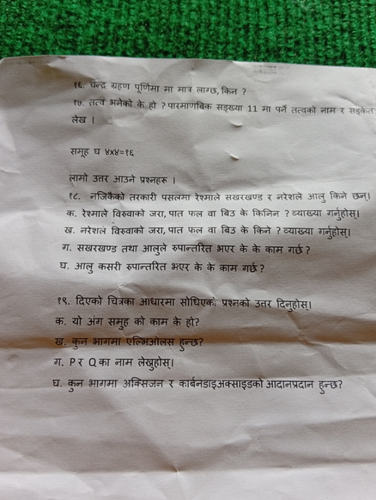 १६. चन्द्र ग्रहण पूर्णिमा मा मात्र लाग्छ, किन ?
१७. तत्व भनेको के हो ? पारमाणबिक सङ्ख्या 11 मा पर्ने तत्वको नाम र सङ्केत
लेख ।
समूह घ ४x४=१६
लामो उत्तर आउने प्रश्नहरू ।
१८. नजिकैको तरकारी पसलमा रेश्माले सखरखण्ड र नरेशले आलु किने छन्।
क. रेश्माले विरुवाको जरा, पात फल वा बिउ के किनिन ? व्याख्या गर्नुहोस्।
ख. नरेशले विरुवाको जरा, पात फल वा बिउ के किने ? व्याख्या गर्नुहोस्।
ग. सखरखण्ड तथा आलुले रुपान्तरित भएर के के काम गर्छ ?
घ. आलु कसरी रुपान्तरित भएर के के काम गर्छ ?
१९. दिएको चित्रका आधारमा सोधिएको प्रश्नको उत्तर दिनुहोस्।
क. यो अंग समुह को काम के हो?
ख. कुन भागमा एल्भिओलस हुन्छ?
ग. P र Q का नाम लेख्नुहोस्।
घ. कुन भागमा अक्सिजन र कार्बनडाइअक्साइडको आदानप्रदान हुन्छ?